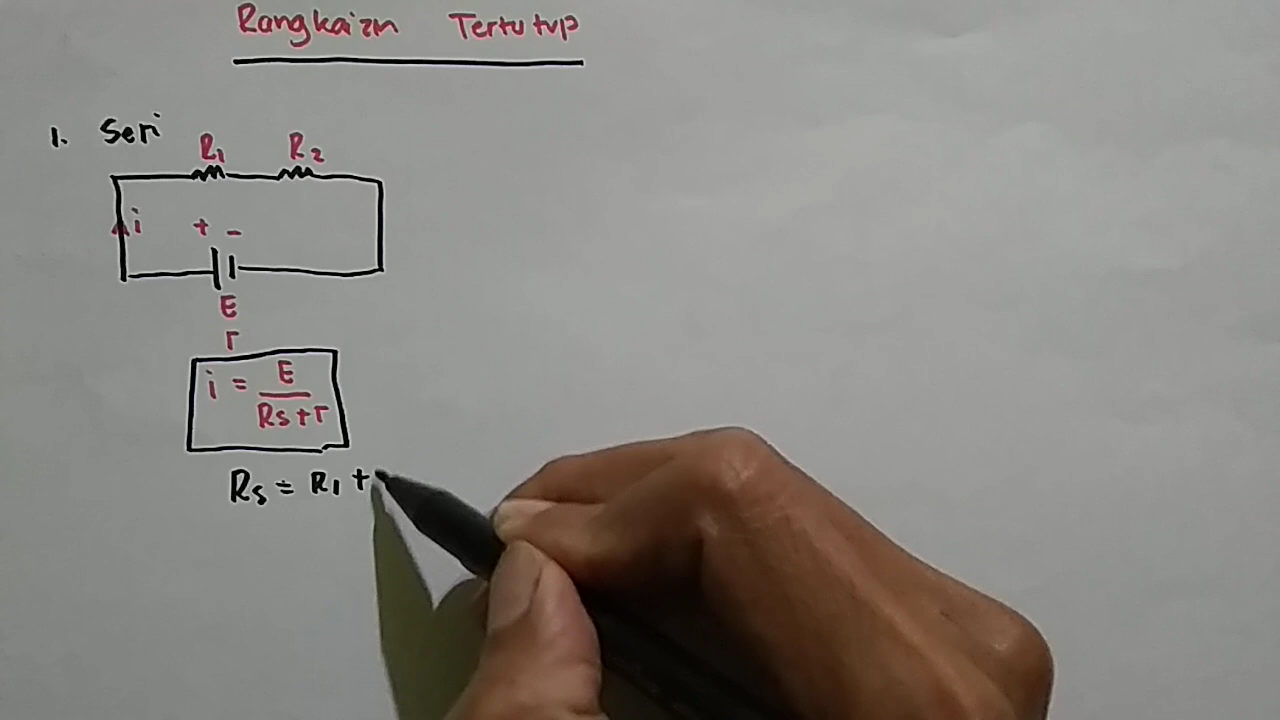 Rangkaian Tertutup
1. Seri
R1 R2
i + -
E
r
i = E
Rs + r
Rs = R1 +